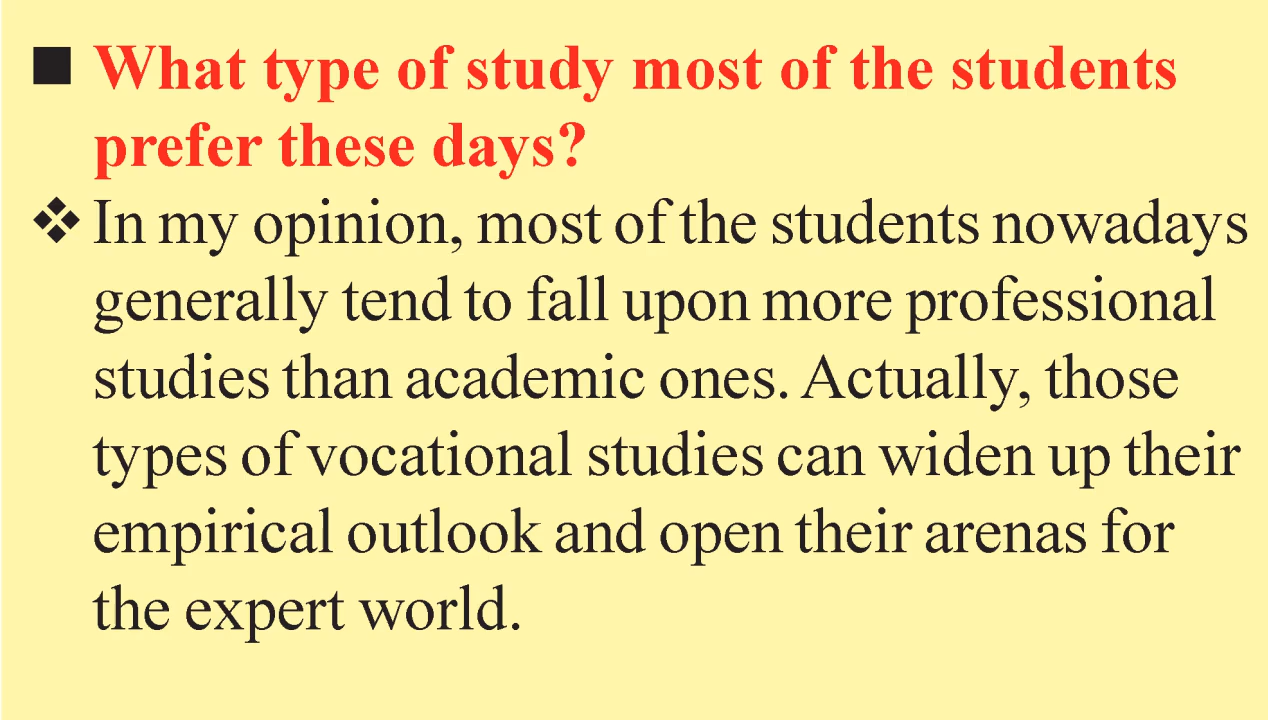 ■ What type of study most of the students
prefer these days?
❖ In my opinion, most of the students nowadays
generally tend to fall upon more professional
studies than academic ones. Actually, those
types of vocational studies can widen up their
empirical outlook and open their arenas for
the expert world.